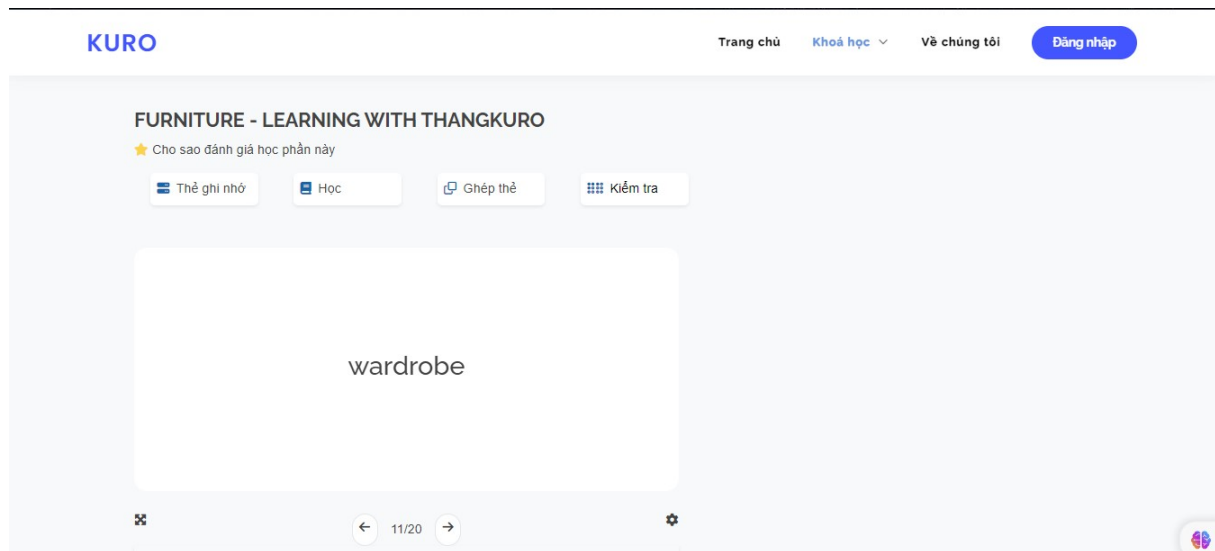 KURO
Trang chủ Khoá học Về chúng tôi Đăng nhập
FURNITURE - LEARNING WITH THANGKURO
Cho sao đánh giá học phần này
Thẻ ghi nhớ Học Ghép thẻ Kiểm tra
wardrobe
11/20